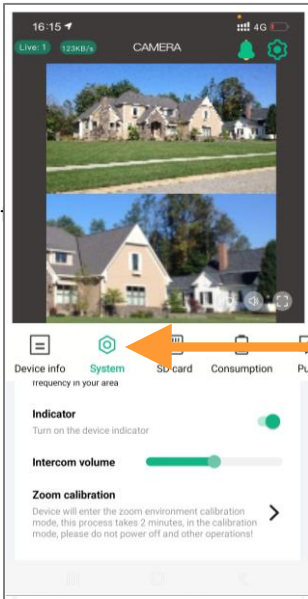 16:15
4G
Live: 1
123KB/s
CAMERA
Device info
System
SD card
Consumption
Pu
frequency in your area
Indicator
Turn on the device indicator
Intercom volume
Zoom calibration
Device will enter the zoom environment calibration
mode, this process takes 2 minutes, in the calibration
mode, please do not power off and other operations!